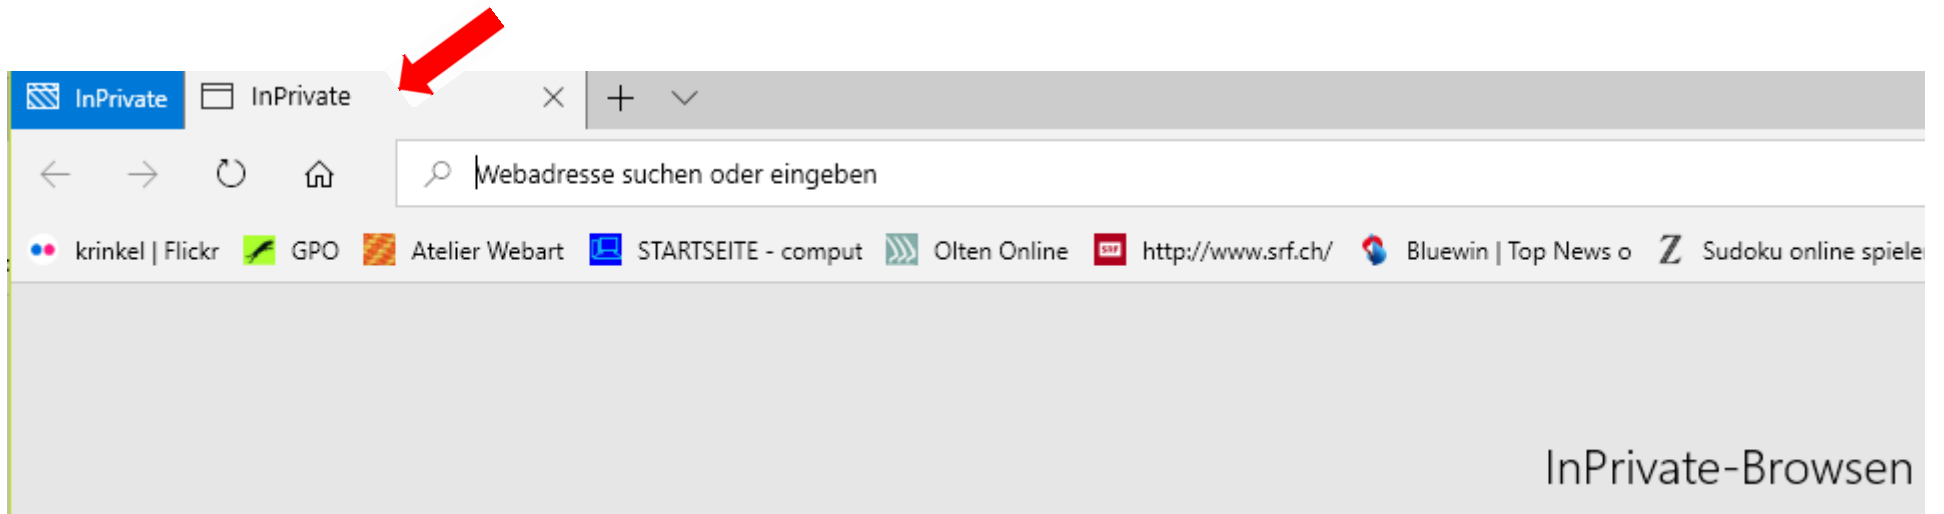 InPrivate InPrivate
Webadresse suchen oder eingeben
krinkel | Flickr GPO Atelier Webart STARTSEITE - comput Olten Online SRF http://www.srf.ch/ Bluewin | Top News o Z Sudoku online spiele
InPrivate-Browsen